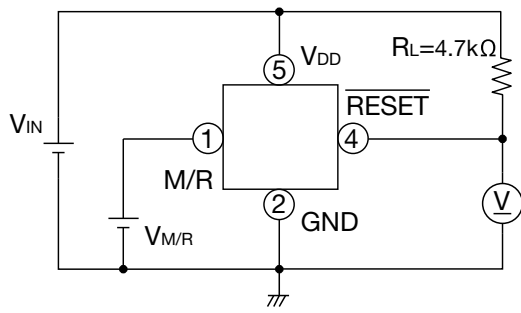 VDD
RL=4.7kΩ
5
RESET
VIN
1
4
M/R
V
2
GND
VM/R